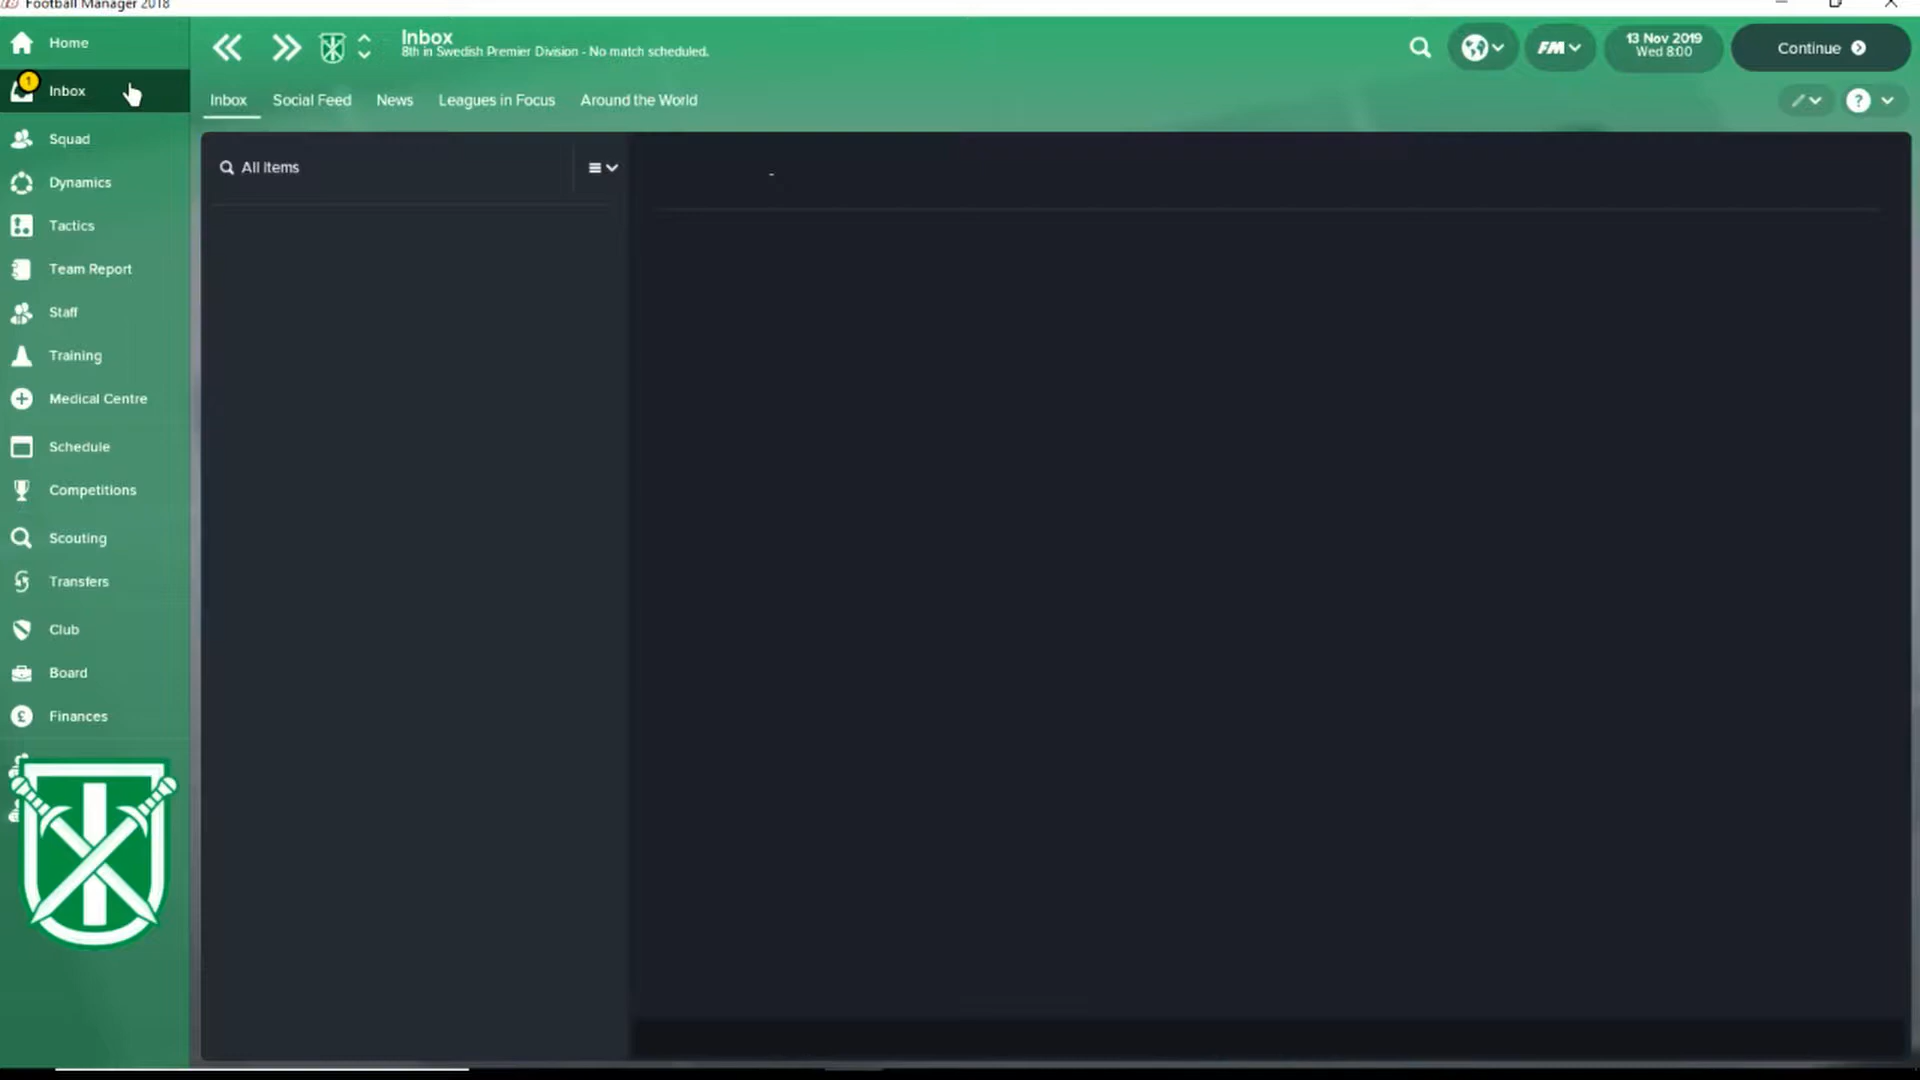 Football Manager 2018
Home
1
Inbox
Squad
Dynamics
Tactics
Team Report
Staff
Training
Medical Centre
Schedule
Competitions
Scouting
Transfers
Club
Board
Finances
Inbox
8th in Swedish Premier Division - No match scheduled.
FM
13 Nov 2019
Wed 8:00
Continue
Inbox
Social Feed
News
Leagues in Focus
Around the World
?
All Items
-